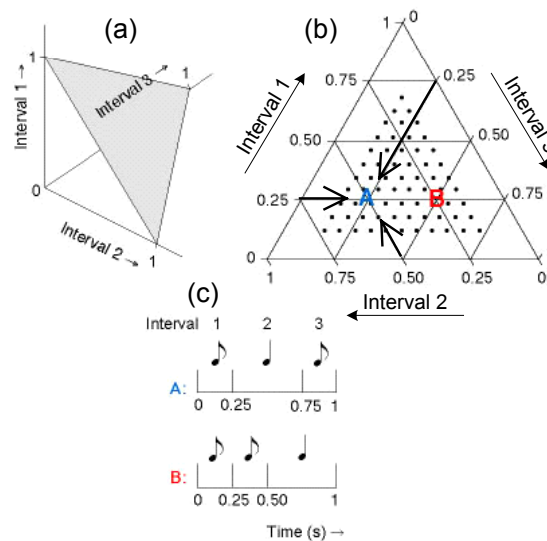 (a)
1
Interval 1 →
Interval 3 →
1
0
Interval 2 →
1
(b)
1
0
Interval 1
0.75
0.25
0.50
0.50
0.25
A
B
0.75
0
1
1
0.75
0.50
0.25
0
Interval 2
(c)
Interval 1 2 3
A:
0 0.25 0.75 1
B:
0 0.25 0.50 1
Time (s) →